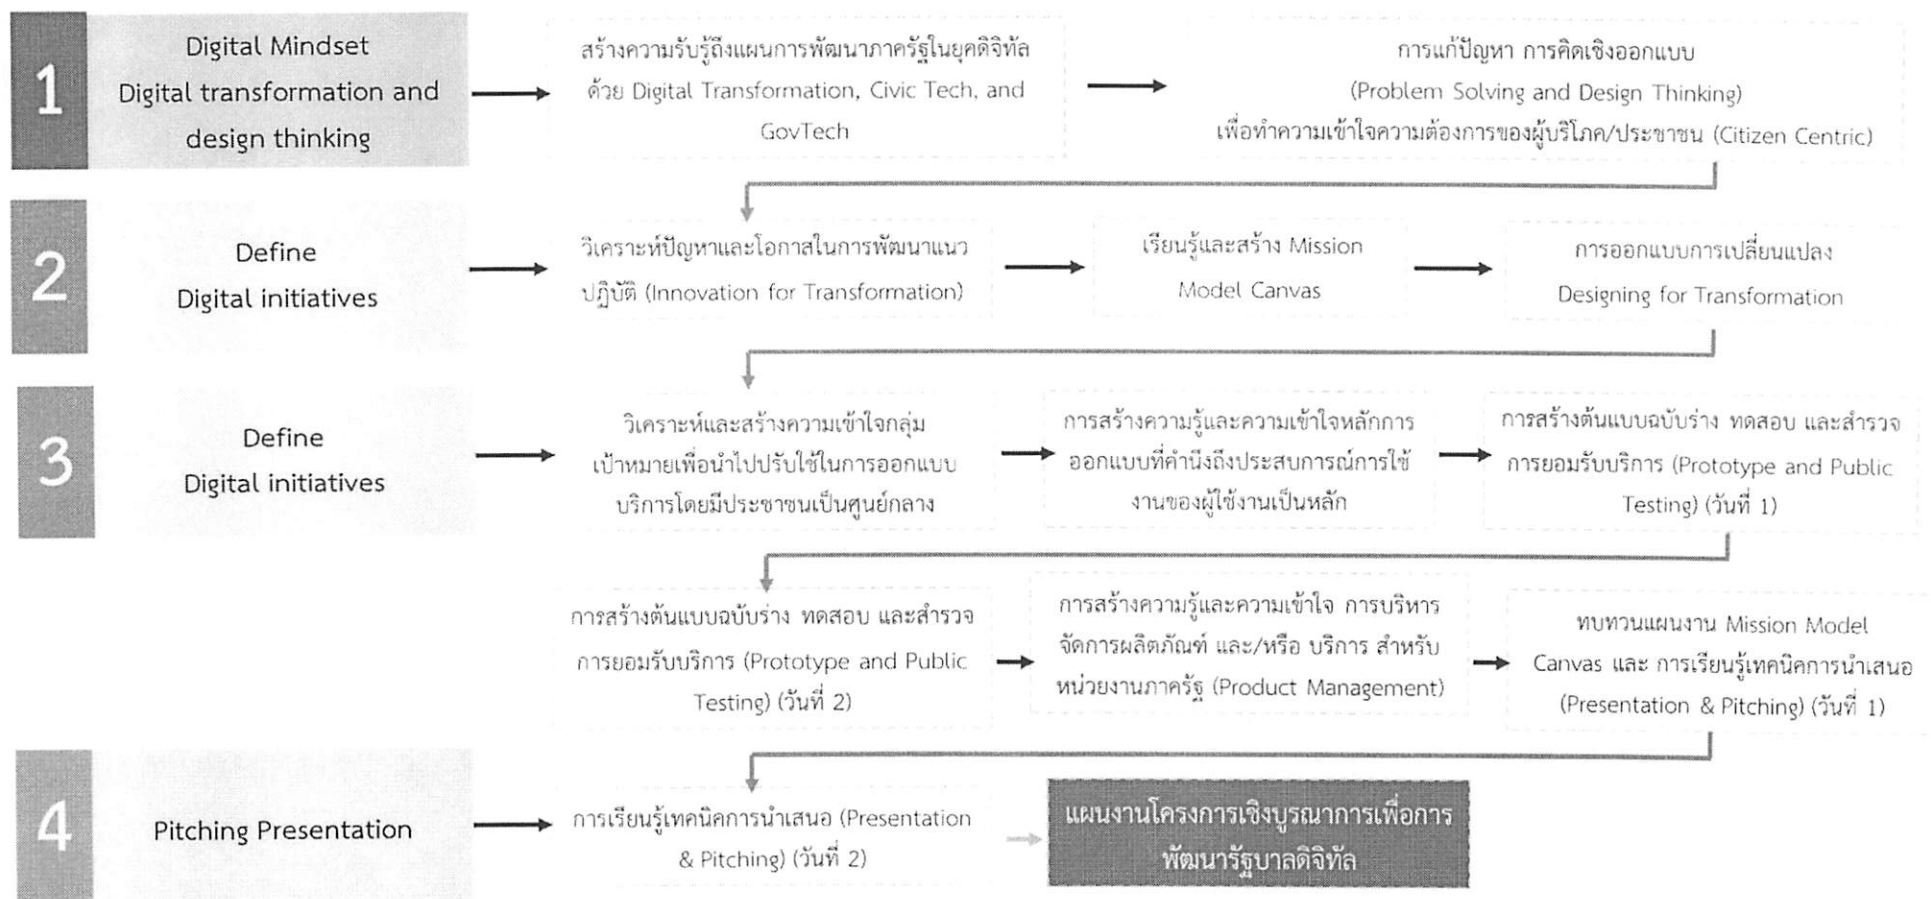 1
Digital Mindset
Digital transformation and
design thinking
สร้างความรับรู้ถึงแผนการพัฒนาภาครัฐในยุคดิจิทัล
ด้วย Digital Transformation, Civic Tech, and
GovTech
การแก้ปัญหา การคิดเชิงออกแบบ
(Problem Solving and Design Thinking)
เพื่อทำความเข้าใจความต้องการของผู้บริโภค/ประชาชน (Citizen Centric)
2
Define
Digital initiatives
วิเคราะห์ปัญหาและโอกาสในการพัฒนาแนว
ปฏิบัติ (Innovation for Transformation)
เรียนรู้และสร้าง Mission
Model Canvas
การออกแบบการเปลี่ยนแปลง
Designing for Transformation
3
Define
Digital initiatives
วิเคราะห์และสร้างความเข้าใจกลุ่ม
เป้าหมายเพื่อนำไปปรับใช้ในการออกแบบ
บริการโดยมีประชาชนเป็นศูนย์กลาง
การสร้างความรู้และความเข้าใจหลักการ
ออกแบบที่คำนึงถึงประสบการณ์การใช้
งานของผู้ใช้งานเป็นหลัก
การสร้างต้นแบบฉบับร่าง ทดสอบ และสำรวจ
การยอมรับบริการ (Prototype and Public
Testing) (วันที่ 1)
การสร้างต้นแบบฉบับร่าง ทดสอบ และสำรวจ
การยอมรับบริการ (Prototype and Public
Testing) (วันที่ 2)
การสร้างความรู้และความเข้าใจ การบริหาร
จัดการผลิตภัณฑ์ และ/หรือ บริการ สำหรับ
หน่วยงานภาครัฐ (Product Management)
ทบทวนแผนงาน Mission Model
Canvas และ การเรียนรู้เทคนิคการนำเสนอ
(Presentation & Pitching) (วันที่ 1)
4
Pitching Presentation
การเรียนรู้เทคนิคการนำเสนอ (Presentation
& Pitching) (วันที่ 2)
แผนงานโครงการเชิงบูรณาการเพื่อการ
พัฒนารัฐบาลดิจิทัล